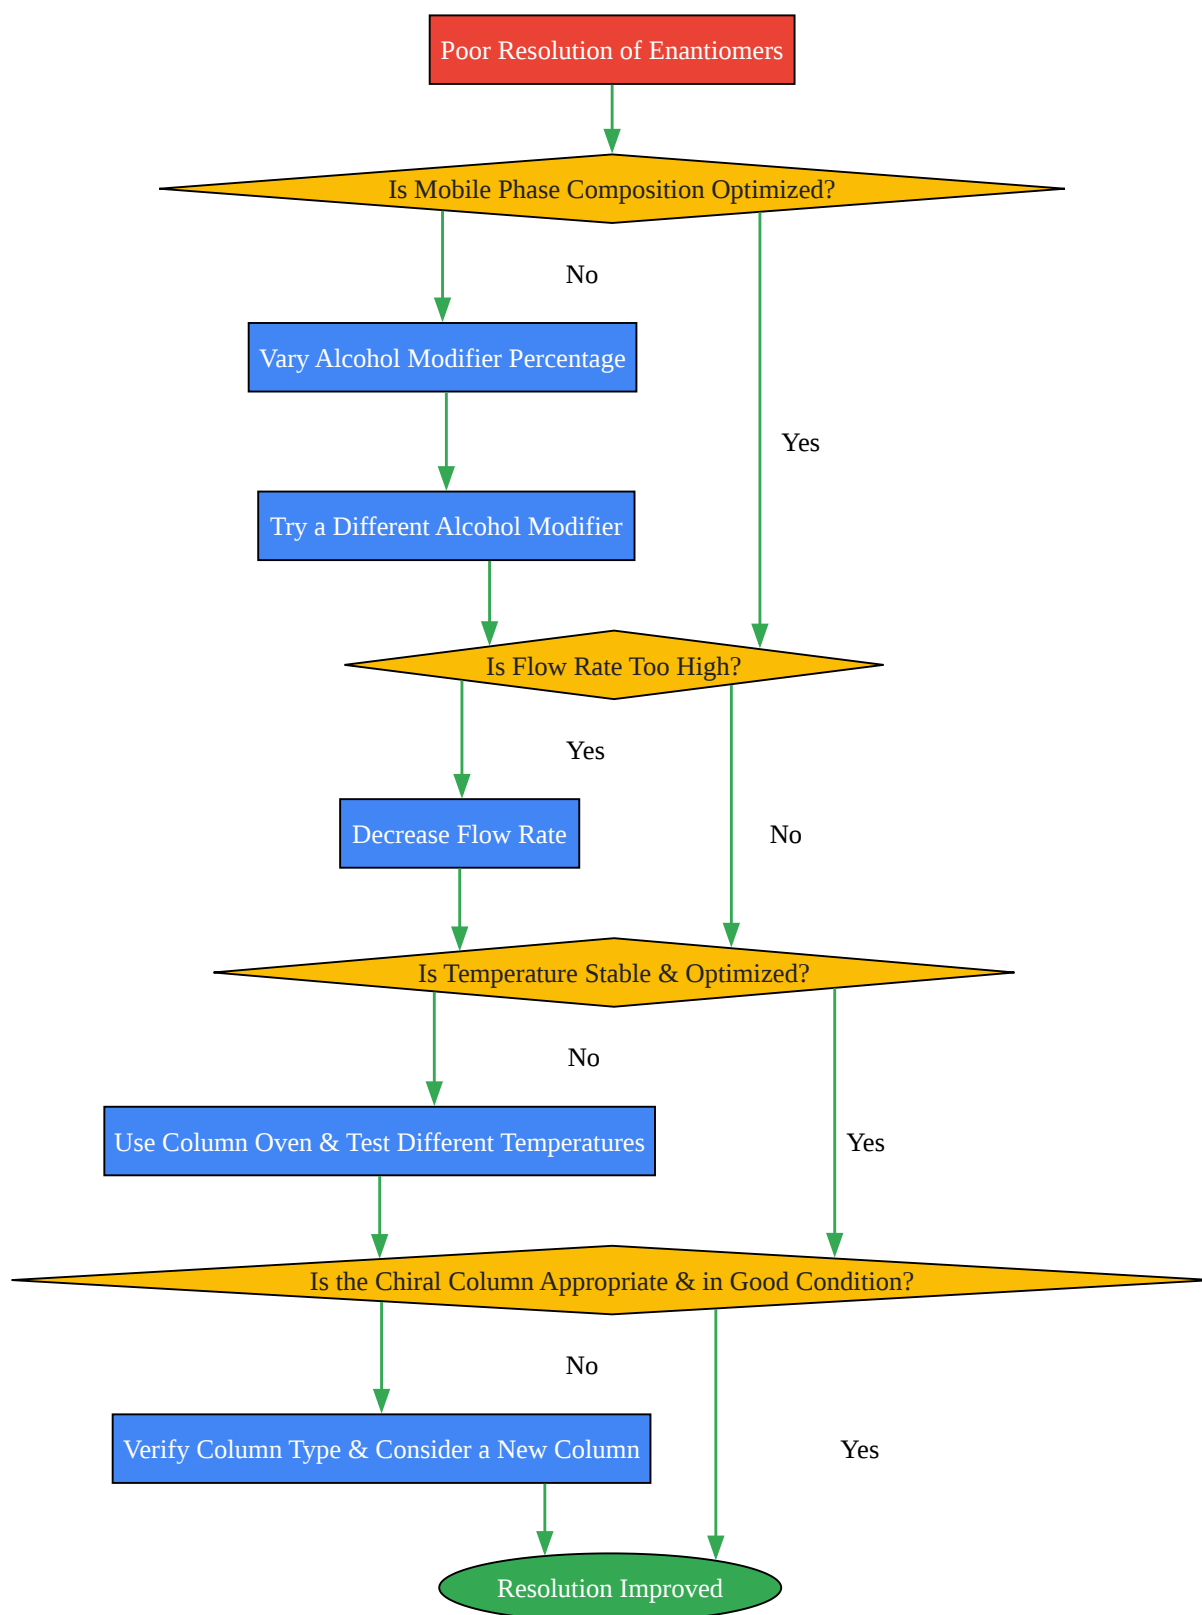 Poor Resolution of Enantiomers
Is Mobile Phase Composition Optimized?
No
Vary Alcohol Modifier Percentage
Yes
Try a Different Alcohol Modifier
Is Flow Rate Too High?
Yes
Decrease Flow Rate
No
Is Temperature Stable & Optimized?
No
Use Column Oven & Test Different Temperatures
Yes
Is the Chiral Column Appropriate & in Good Condition?
No
Verify Column Type & Consider a New Column
Yes
Resolution Improved